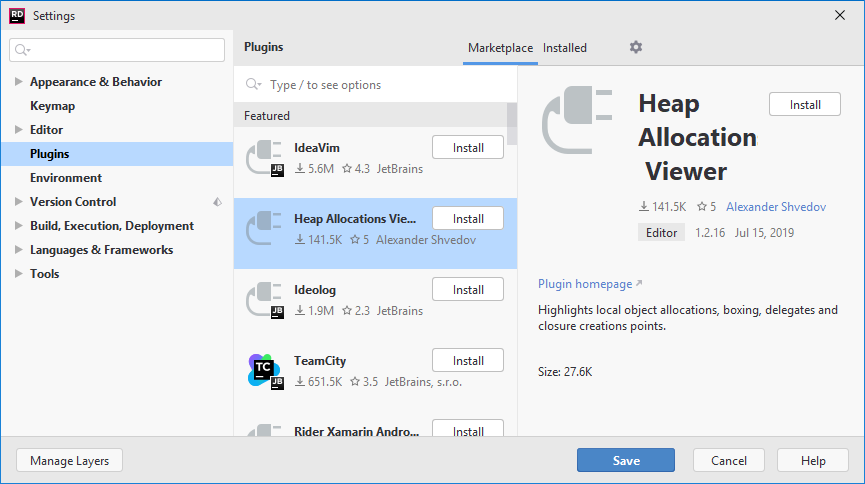 RD
Settings
Plugins
Marketplace Installed
Appearance & Behavior
Keymap
Editor
Plugins
Environment
Version Control
Build, Execution, Deployment
Languages & Frameworks
Tools
Type / to see options
Featured
IdeaVim
Install
5.6M 4.3 JetBrains
JB
Heap Allocations Vie...
Install
141.5K 5 Alexander Shvedov
Ideolog
Install
1.9M 2.3 JetBrains
JB
TeamCity
Install
TC
651.5K 3.5 JetBrains, s.r.o.
JB
Rider Xamarin Andro...
Install
Heap
Allocation
Viewer
Install
141.5K 5 Alexander Shvedov
Editor 1.2.16 Jul 15, 2019
Plugin homepage
Highlights local object allocations, boxing, delegates and
closure creations points.
Size: 27.6K
Manage Layers
Save
Cancel
Help